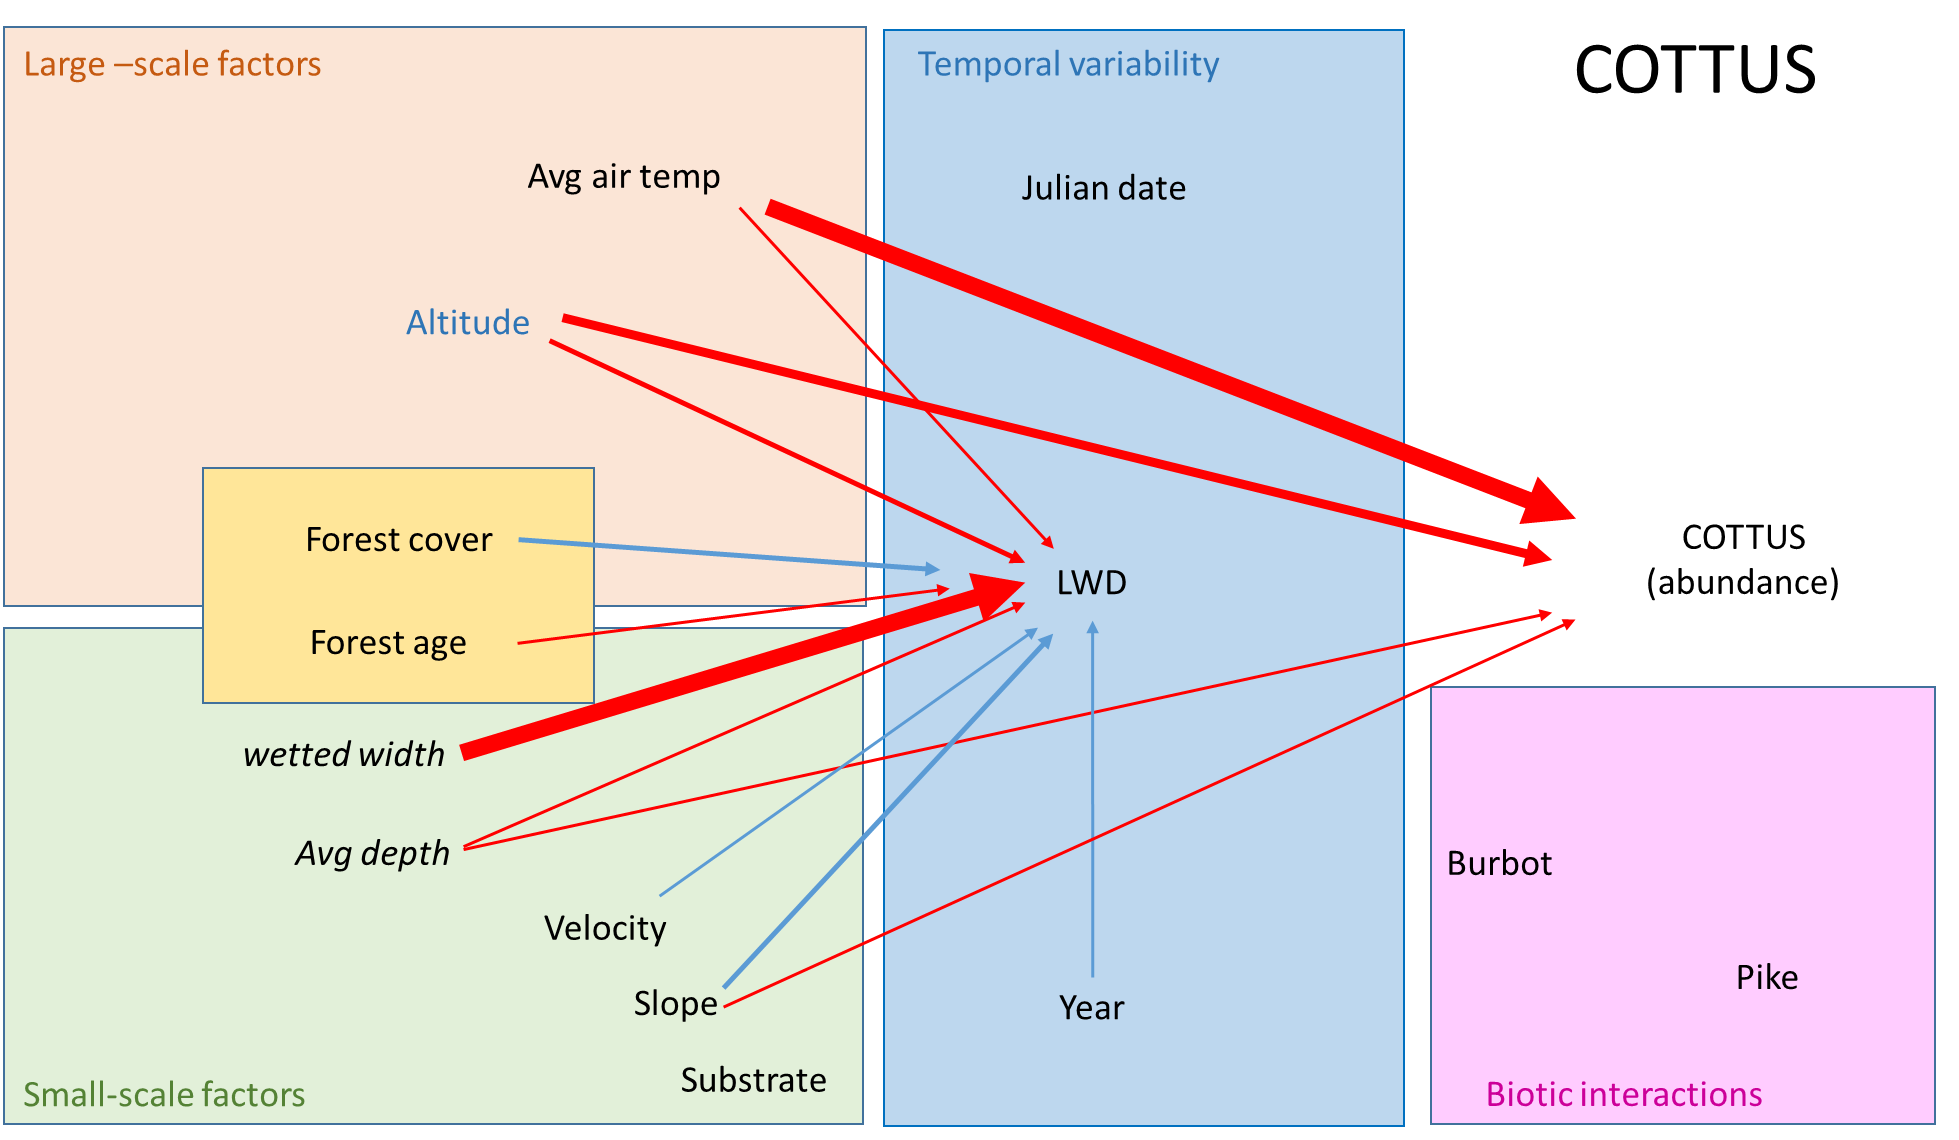 Large –scale factors
Temporal variability
COTTUS
Avg air temp
Julian date
Altitude
Forest cover
Forest age
LWD
COTTUS
(abundance)
wetted width
Avg depth
Velocity
Slope
Substrate
Small-scale factors
Year
Burbot
Pike
Biotic interactions